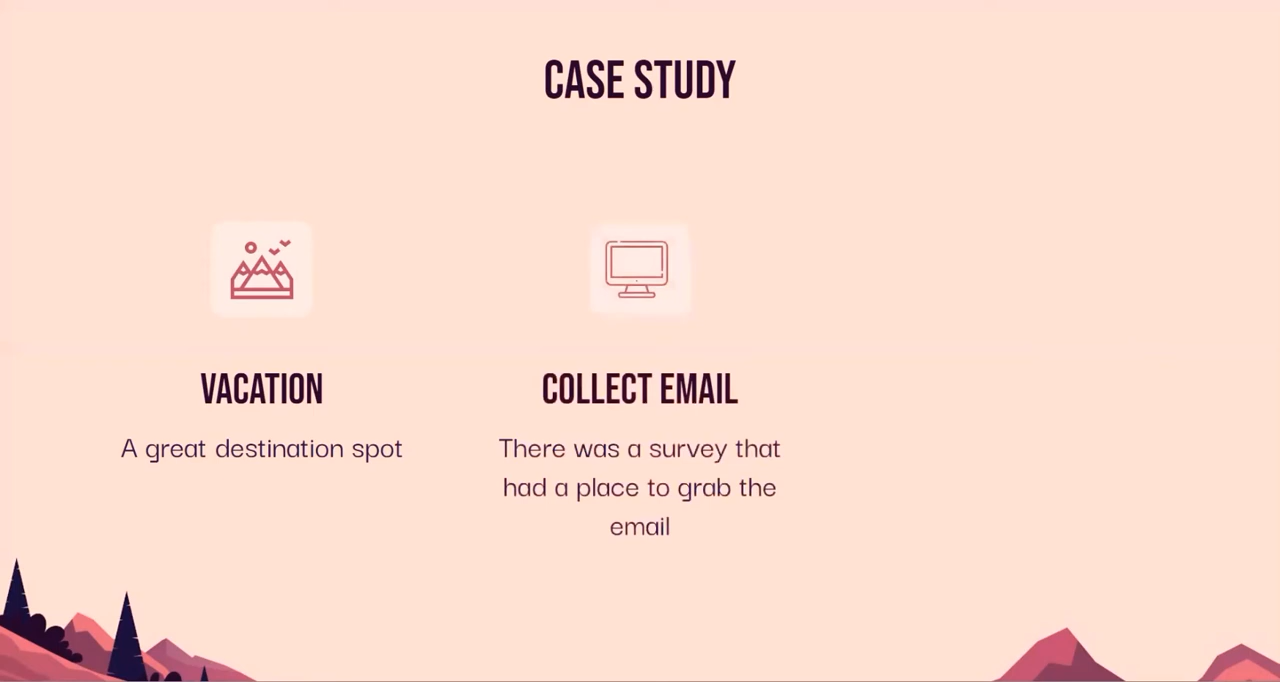 CASE STUDY
VACATION
A great destination spot
COLLECT EMAIL
There was a survey that
had a place to grab the
email